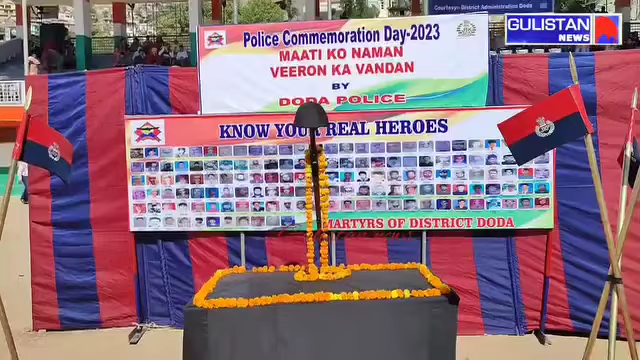 Courtesy: District Administration Doda
GULISTAN
NEWS
Police Commemoration Day-2023
MAATI KO NAMAN
VEERON KA VANDAN
BY
DODA POLICE
KNOW YOUR REAL HEROES
MARTYRS OF DISTRICT DODA